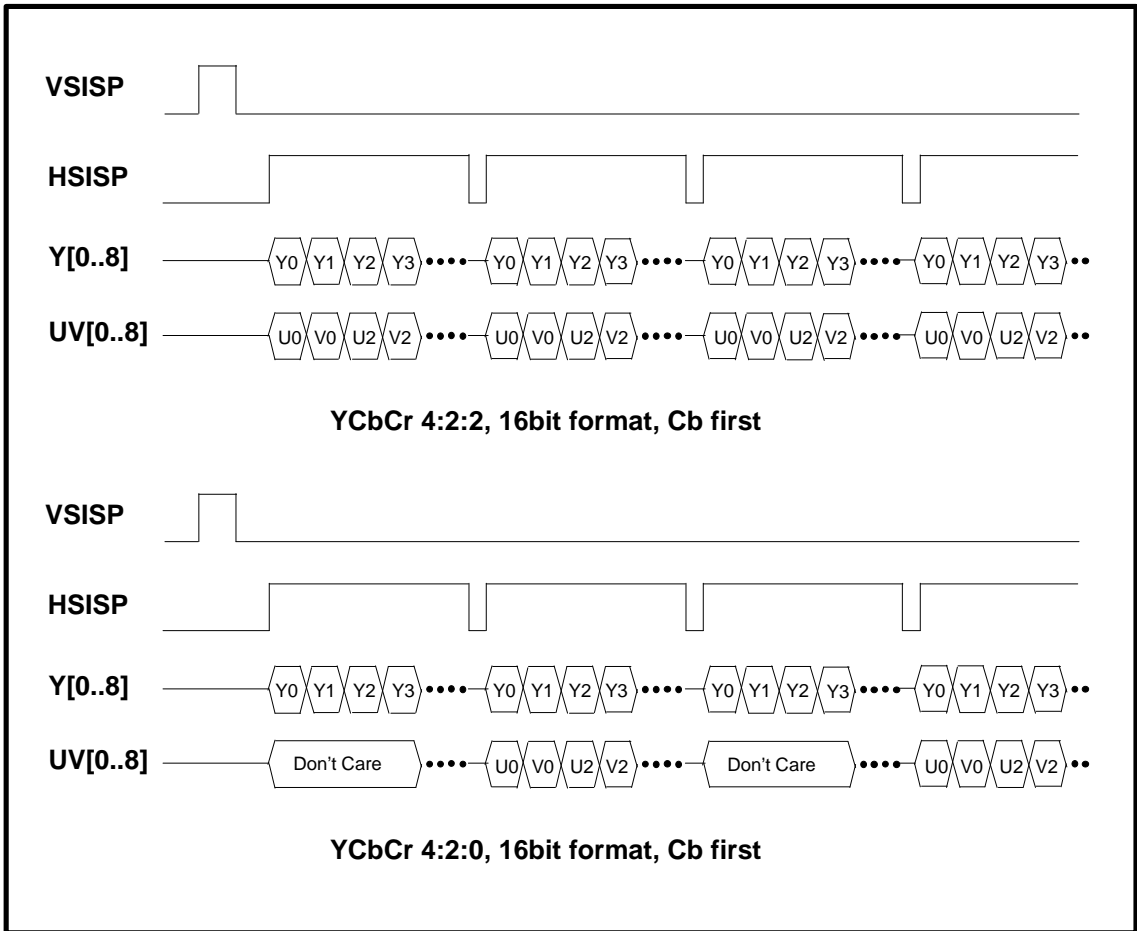 VSISP
HSISP
Y[0..8] Y0 Y1 Y2 Y3 •••• Y0 Y1 Y2 Y3 •••• Y0 Y1 Y2 Y3 •••• Y0 Y1 Y2 Y3 ••
UV[0..8] U0 V0 U2 V2 •••• U0 V0 U2 V2 •••• U0 V0 U2 V2 •••• U0 V0 U2 V2 ••
YCbCr 4:2:2, 16bit format, Cb first
VSISP
HSISP
Y[0..8] Y0 Y1 Y2 Y3 •••• Y0 Y1 Y2 Y3 •••• Y0 Y1 Y2 Y3 •••• Y0 Y1 Y2 Y3 ••
UV[0..8] Don't Care •••• U0 V0 U2 V2 •••• Don't Care •••• U0 V0 U2 V2 ••
YCbCr 4:2:0, 16bit format, Cb first